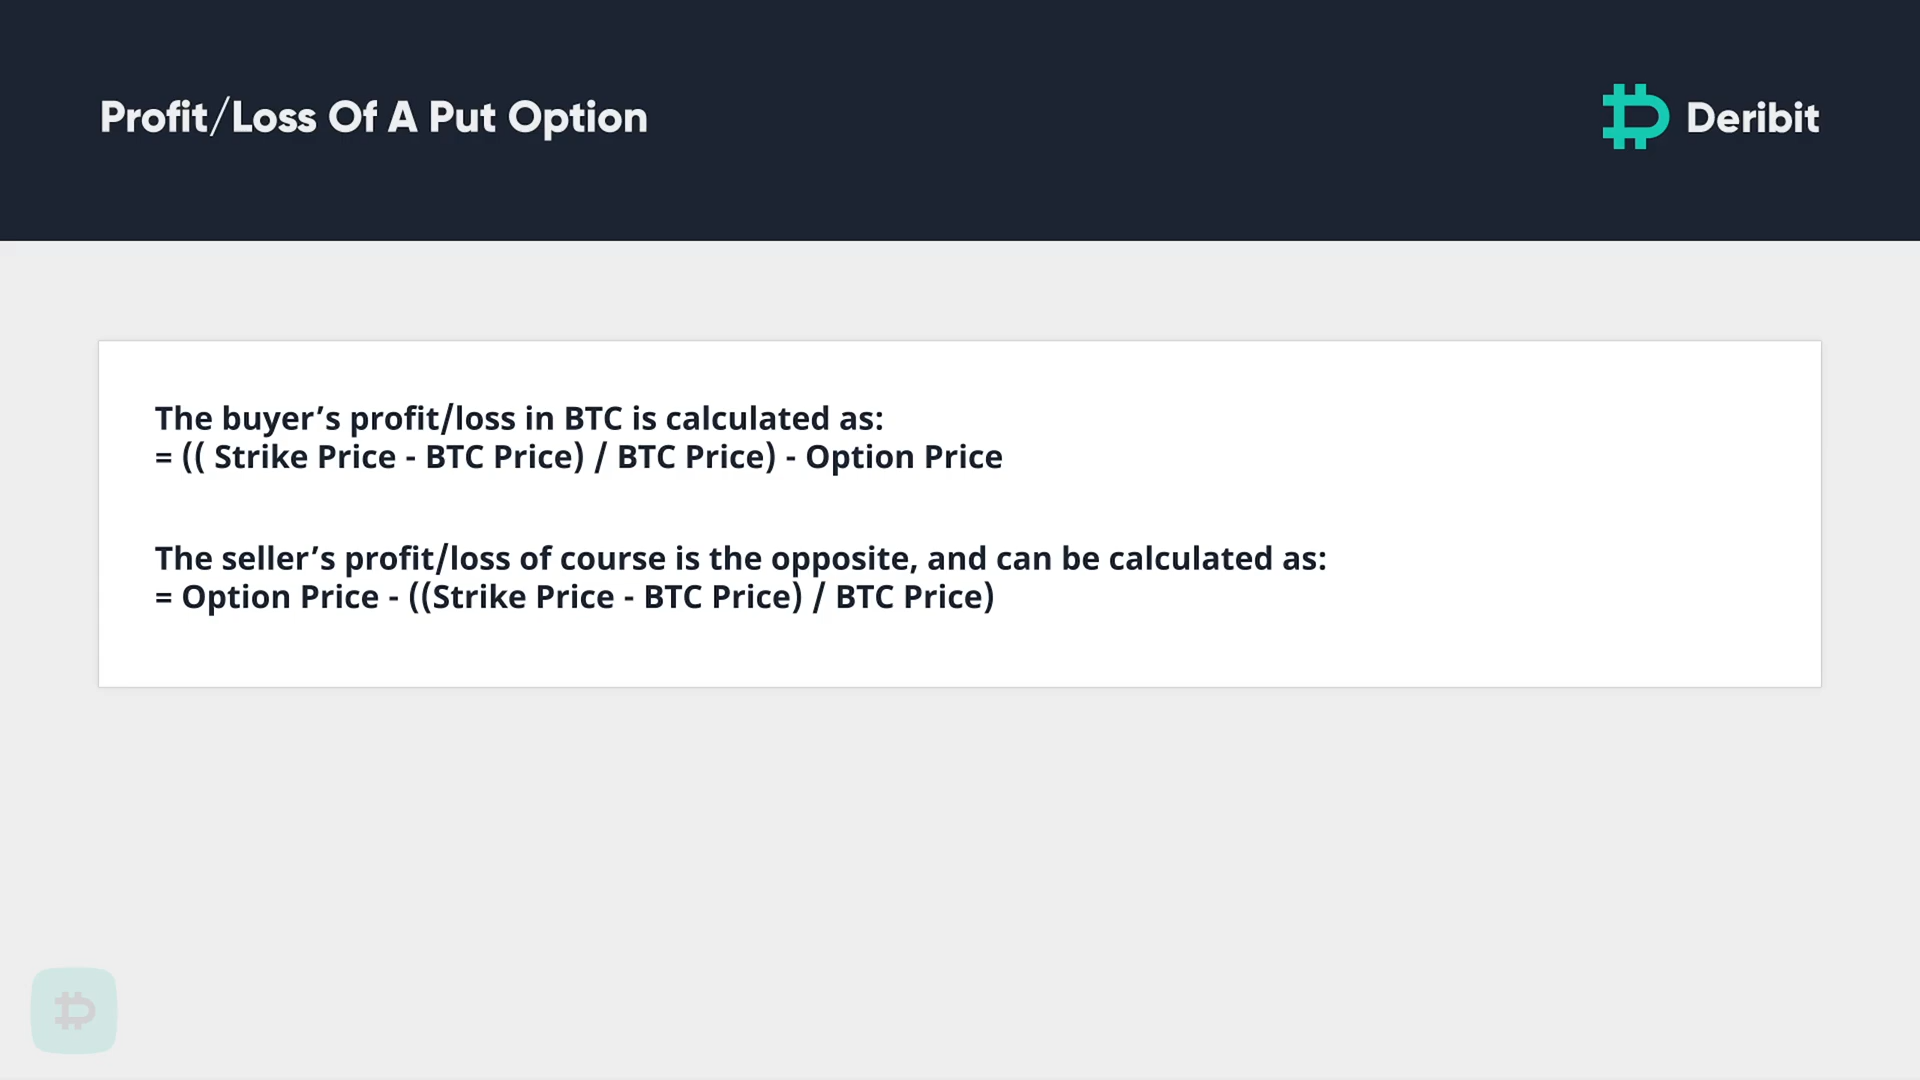 Profit/Loss Of A Put Option
Deribit
The buyer’s profit/loss in BTC is calculated as:
= (( Strike Price - BTC Price) / BTC Price) - Option Price
The seller’s profit/loss of course is the opposite, and can be calculated as:
= Option Price - ((Strike Price - BTC Price) / BTC Price)